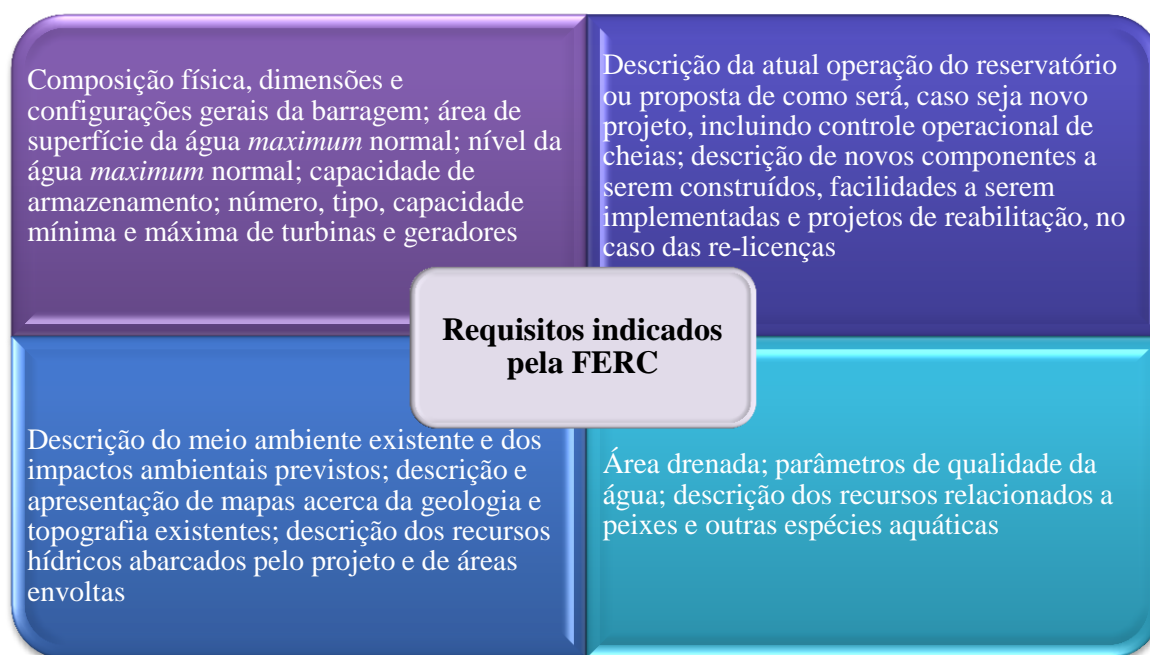 Composição física, dimensões e
configurações gerais da barragem; área de
superfície da água maximum normal; nível da
água maximum normal; capacidade de
armazenamento; número, tipo, capacidade
mínima e máxima de turbinas e geradores
Descrição da atual operação do reservatório
ou proposta de como será, caso seja novo
projeto, incluindo controle operacional de
cheias; descrição de novos componentes a
serem construídos, facilidades a serem
implementadas e projetos de reabilitação, no
caso das re-licenças
Requisitos indicados
pela FERC
Descrição do meio ambiente existente e dos
impactos ambientais previstos; descrição e
apresentação de mapas acerca da geologia e
topografia existentes; descrição dos recursos
hídricos abarcados pelo projeto e de áreas
envoltas
Área drenada; parâmetros de qualidade da
água; descrição dos recursos relacionados a
peixes e outras espécies aquáticas